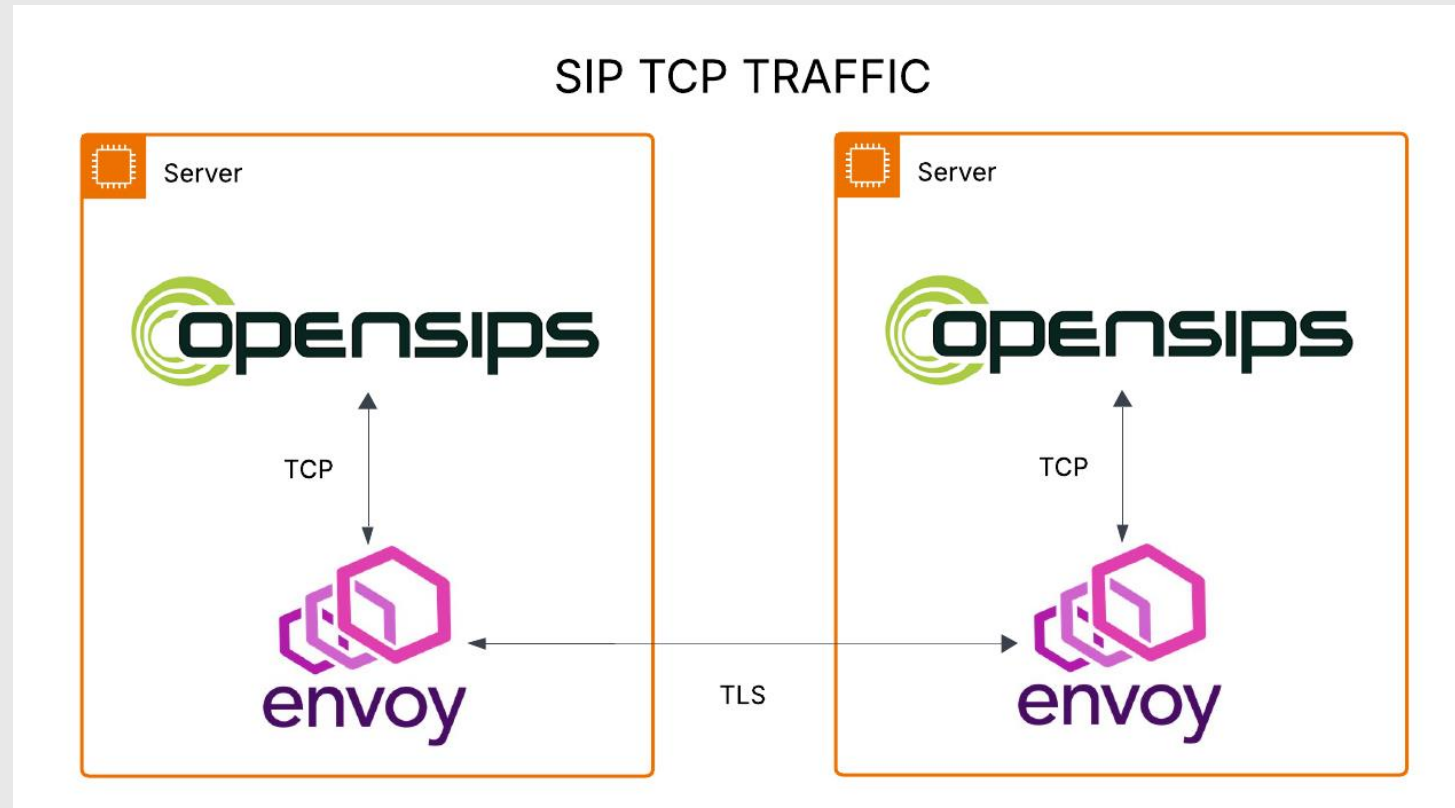 SIP TCP TRAFFIC
Server
Server
opensips
opensips
TCP
TCP
envoy
envoy
TLS